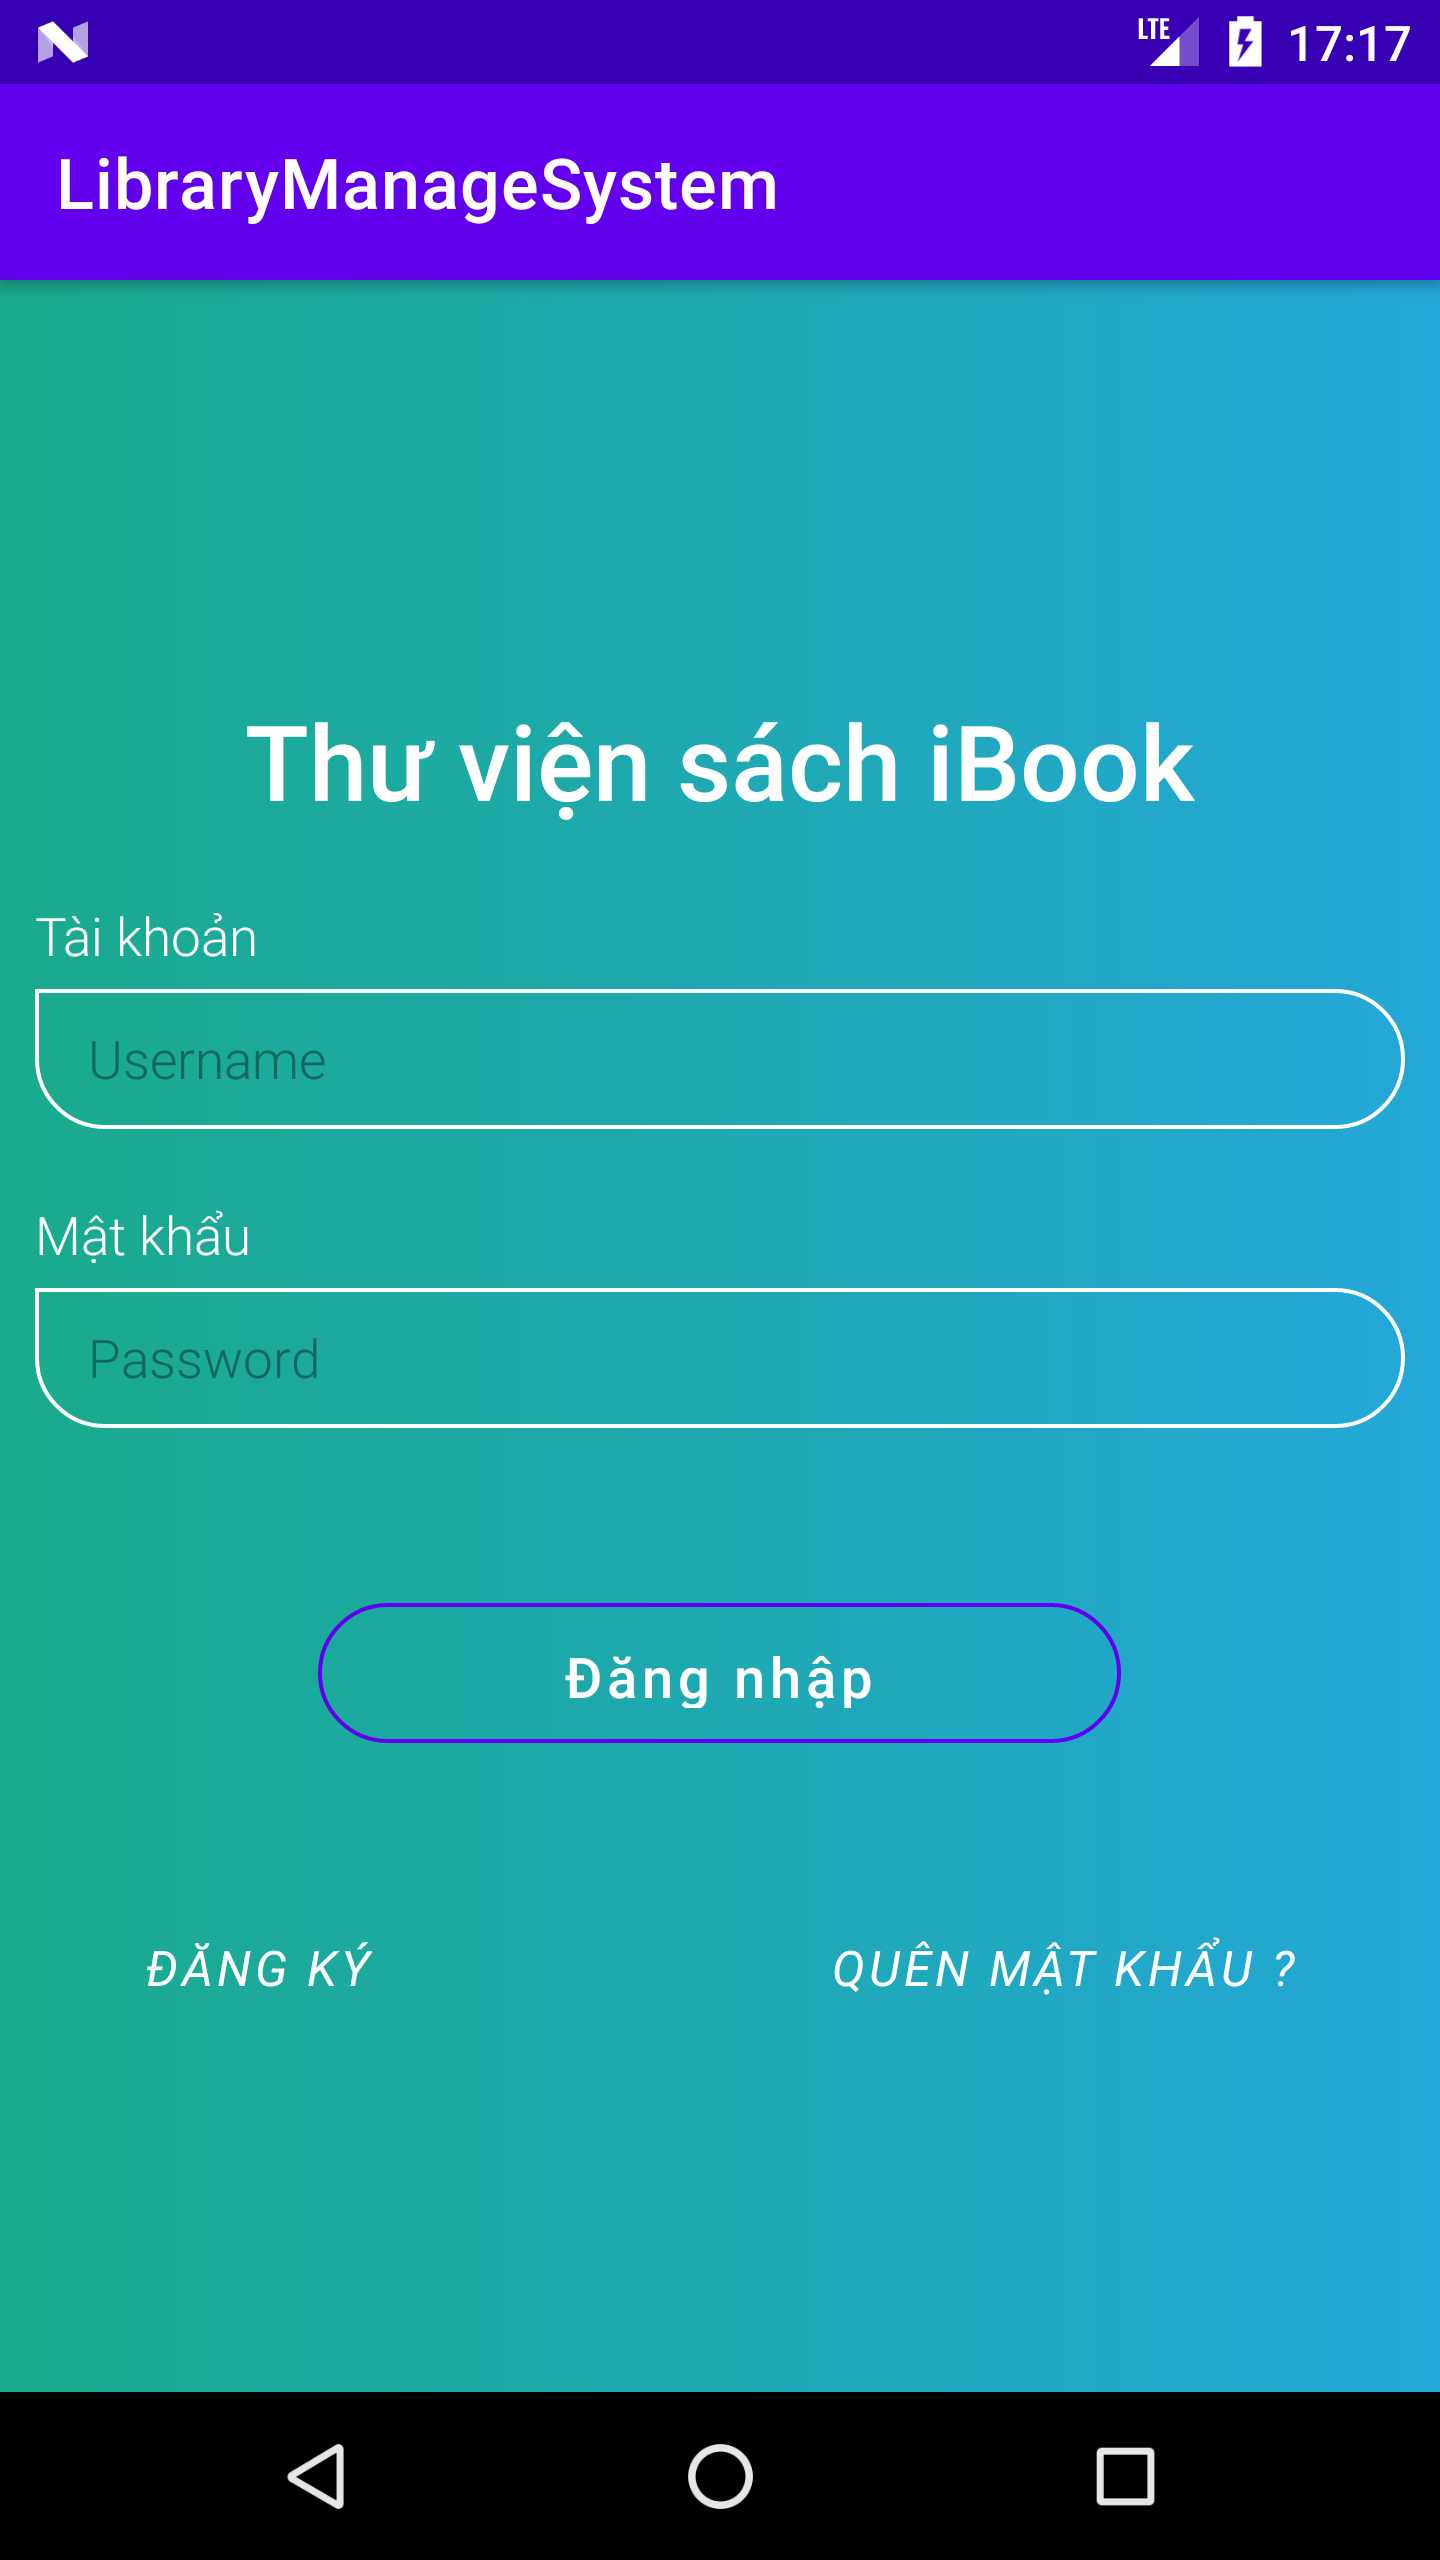 LTE 17:17
LibraryManageSystem
Thư viện sách iBook
Tài khoản
Username
Mật khẩu
Password
Đăng nhập
ĐĂNG KÝ QUÊN MẬT KHẨU ?